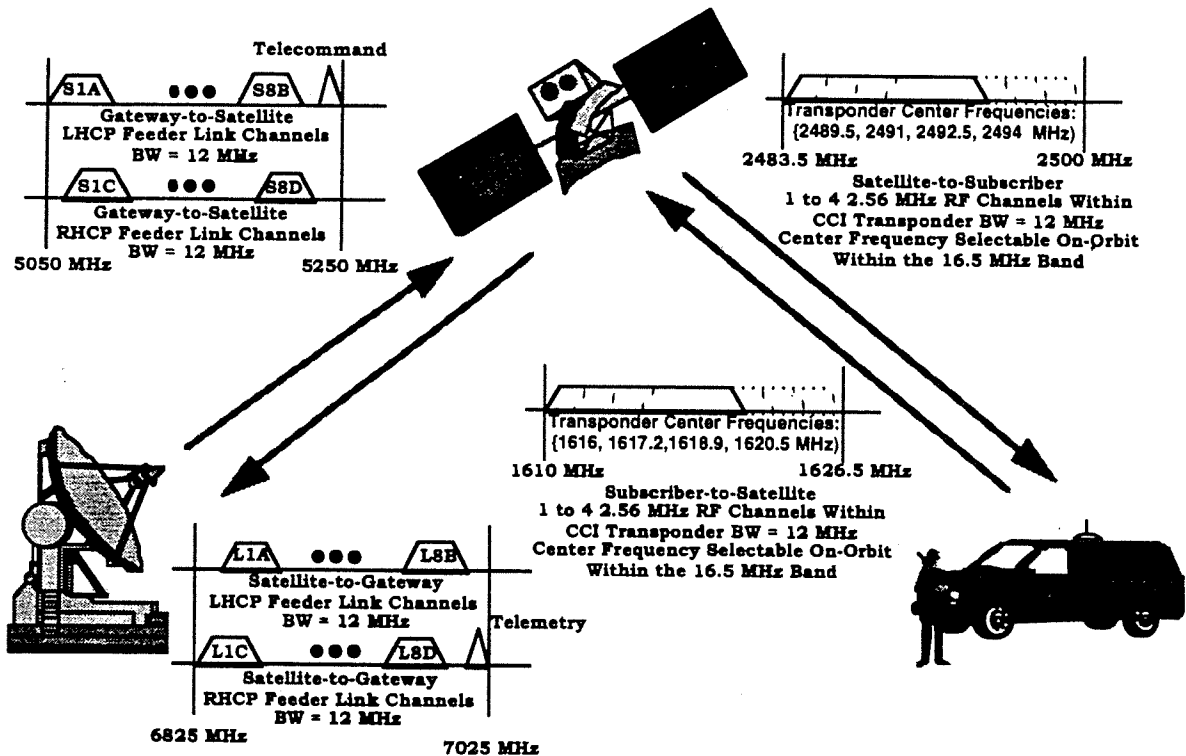 Telecommand
S1A
S8B
Gateway-to-Satellite
LHCP Feeder Link Channels
BW = 12 MHz
S1C
S8D
Gateway-to-Satellite
RHCP Feeder Link Channels
BW = 12 MHz
5050 MHz
5250 MHz
Transponder Center Frequencies:
{2489.5, 2491, 2492.5, 2494 MHz)
2483.5 MHz
2500 MHz
Satellite-to-Subscriber
1 to 4 2.56 MHz RF Channels Within
CCI Transponder BW = 12 MHz
Center Frequency Selectable On-Orbit
Within the 16.5 MHz Band
Transponder Center Frequencies:
{1616, 1617.2,1618.9, 1620.5 MHz)
1610 MHz
1626.5 MHz
Subscriber-to-Satellite
1 to 4 2.56 MHz RF Channels Within
CCI Transponder BW = 12 MHz
Center Frequency Selectable On-Orbit
Within the 16.5 MHz Band
L1A
L8B
Satellite-to-Gateway
LHCP Feeder Link Channels
BW = 12 MHz
Telemetry
L1C
L8D
Satellite-to-Gateway
RHCP Feeder Link Channels
BW = 12 MHz
6825 MHz
7025 MHz